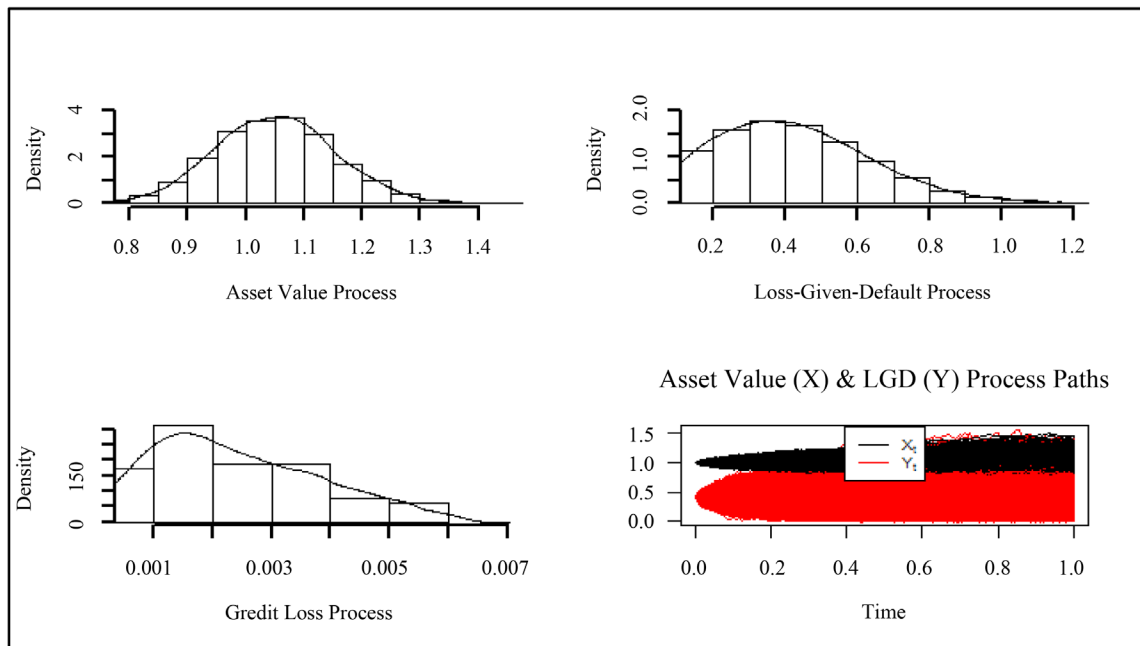 Density
4
2
0
0.8 0.9 1.0 1.1 1.2 1.3 1.4
Asset Value Process
Density
2.0
1.0
0.0
0.2 0.4 0.6 0.8 1.0 1.2
Loss-Given-Default Process
Density
150
0
0.001 0.003 0.005 0.007
Gredit Loss Process
Asset Value (X) & LGD (Y) Process Paths
1.5
1.0
0.5
0.0
Xt
Yt
0.0 0.2 0.4 0.6 0.8 1.0
Time